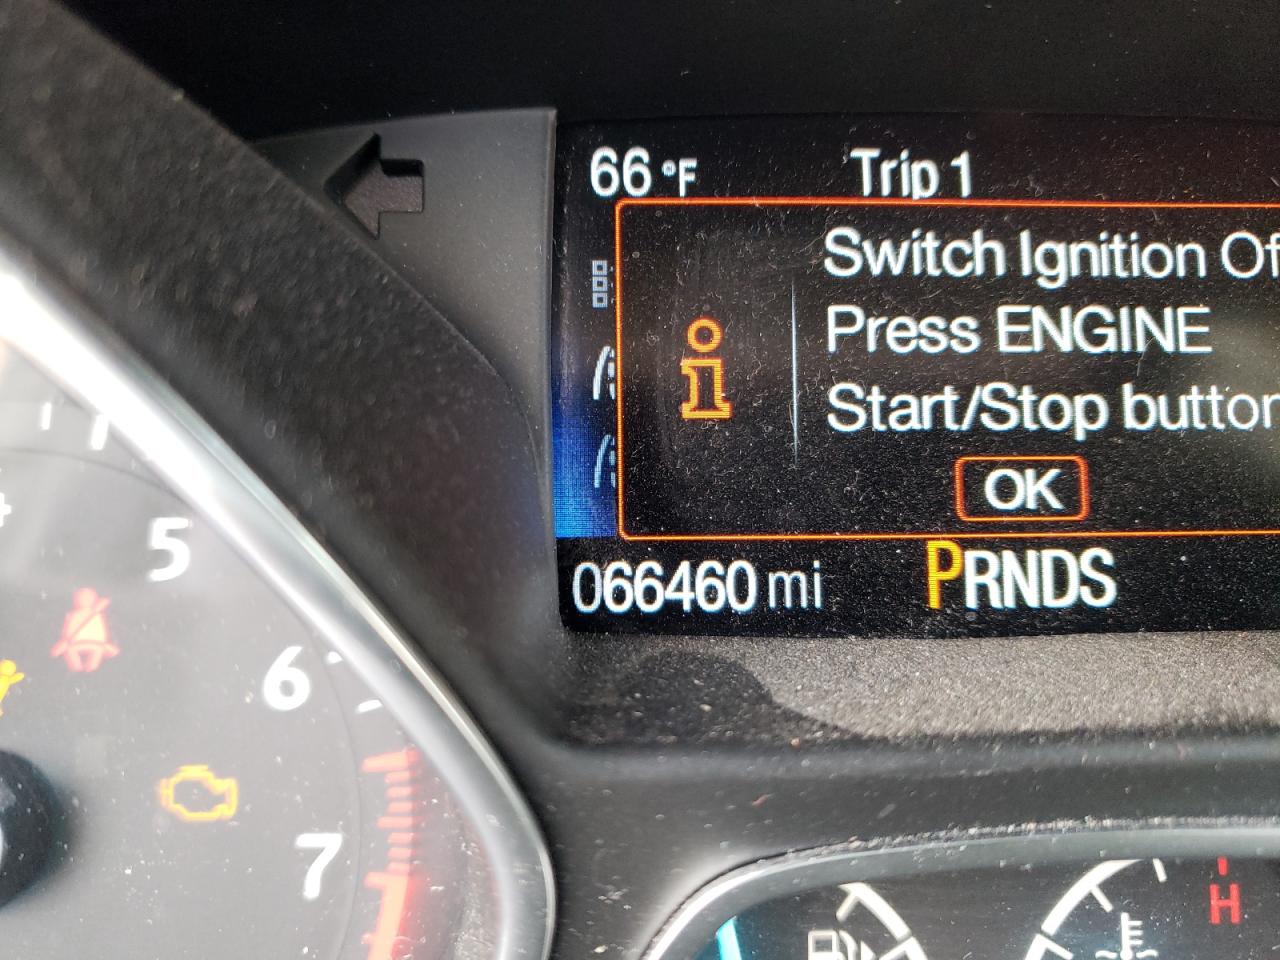 66 °F
Trip 1
Switch Ignition Of
Press ENGINE
Start/Stop button
OK
066460 mi
PRNDS
5
6
7
H